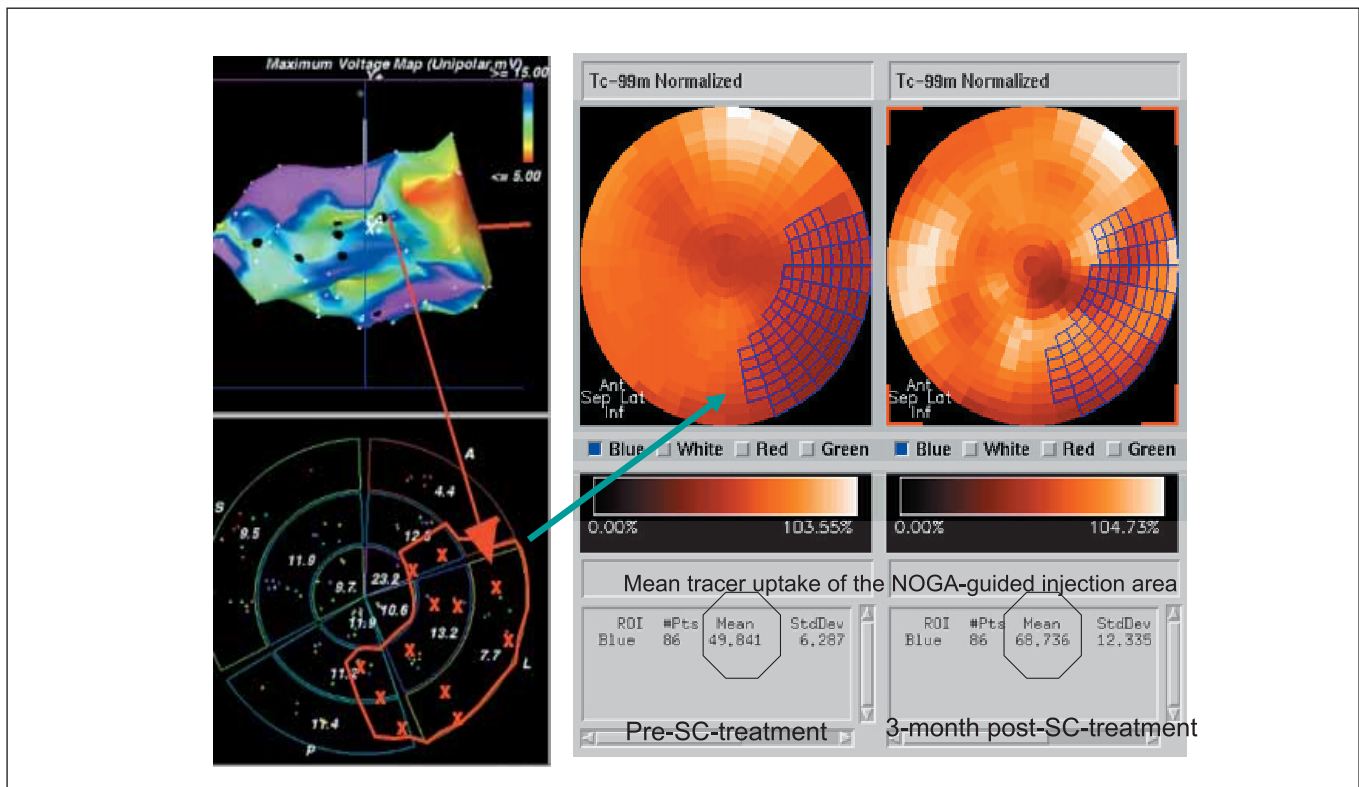 Maximum Voltage Map (Unipolar,mV)
>= 15.00
<= 5.00
A
4.4
S
9.5
11.9
9.7
23.2
10.6
11.9
13.2
7.7
L
11.2
11.4
P
X X X X X X X X X X X X
Tc-99m Normalized
Ant
Sep Lat
Inf
Blue White Red Green
0.00% 103.55%
Tc-99m Normalized
Ant
Sep Lat
Inf
Blue White Red Green
0.00% 104.73%
Mean tracer uptake of the NOGA-guided injection area
ROI #Pts Mean StdDev
Blue 86 49.841 6.287
Pre-SC-treatment
ROI #Pts Mean StdDev
Blue 86 68.736 12.335
3-month post-SC-treatment